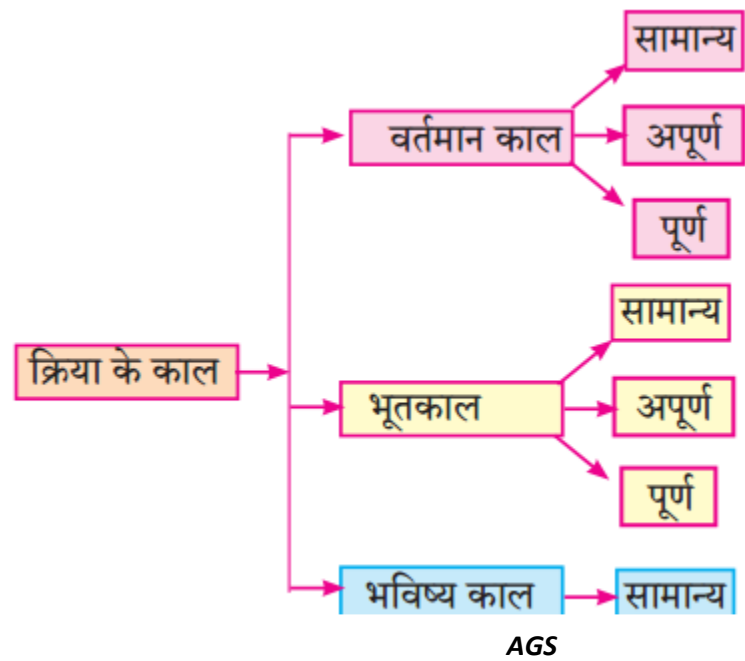 सामान्य
वर्तमान काल
अपूर्ण
पूर्ण
सामान्य
क्रिया के काल
भूतकाल
अपूर्ण
पूर्ण
भविष्य काल
सामान्य
AGS